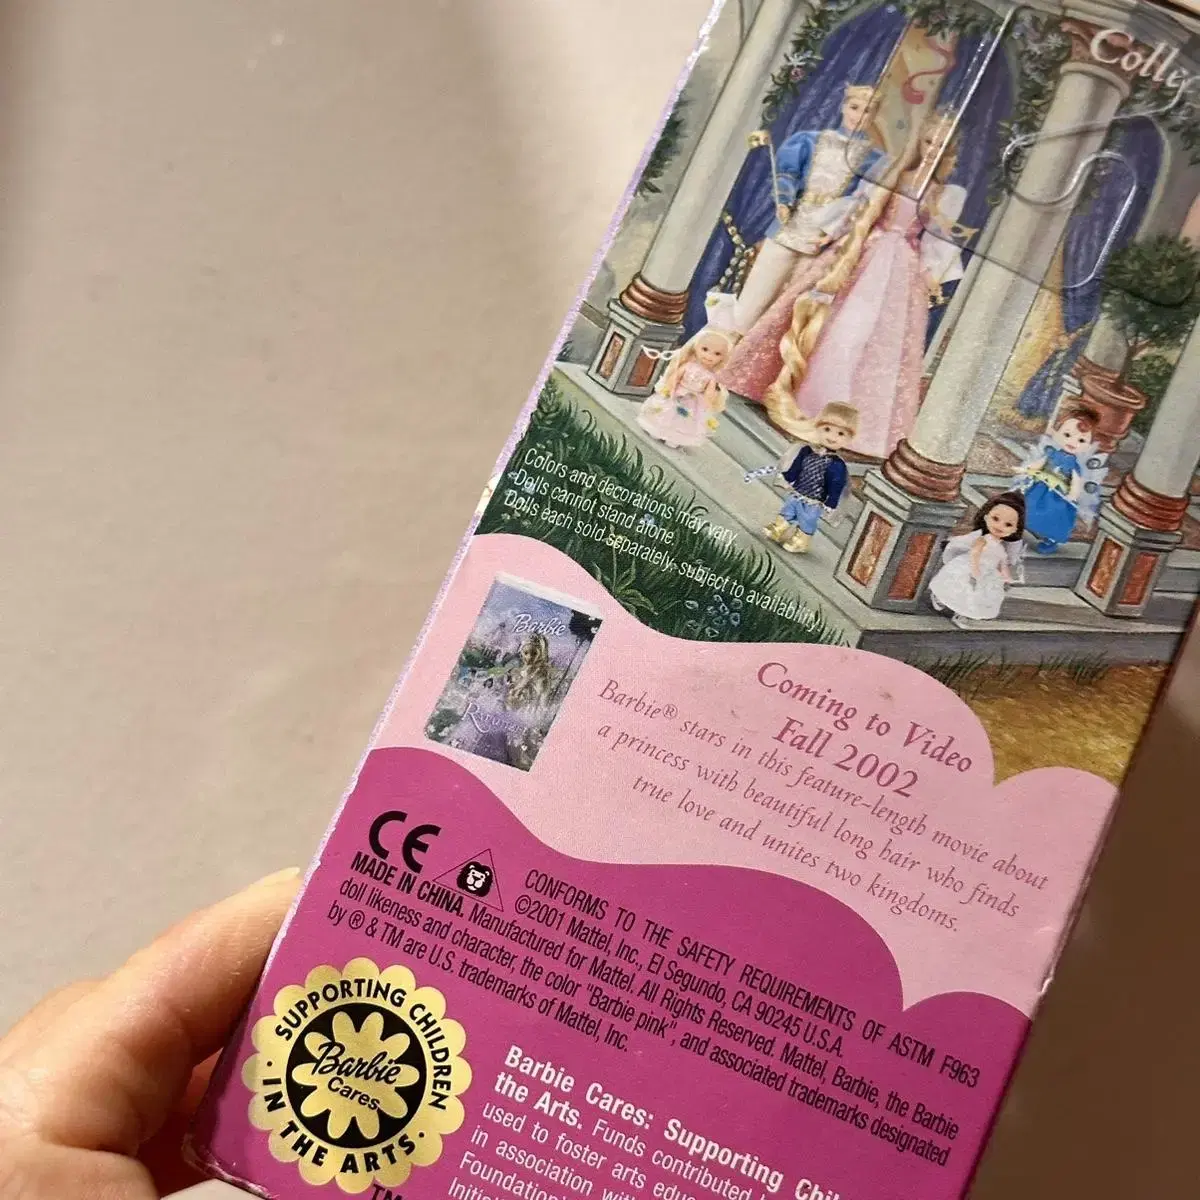 Colle
Colors and decorations may vary.
Dolls cannot stand alone.
Dolls each sold separately, subject to availability.
Barbie
Coming to Video
Fall 2002
Barbie® stars in this feature-length movie about
a princess with beautiful long hair who finds
true love and unites two kingdoms.
CE
CONFORMS TO THE SAFETY REQUIREMENTS OF ASTM F963
MADE IN CHINA. ©2001 Mattel, Inc., El Segundo, CA 90245 U.S.A.
Manufactured for Mattel. All Rights Reserved. Mattel, Barbie, the Barbie
doll likeness and character, the color "Barbie pink", and associated trademarks designated
by ® & TM are U.S. trademarks of Mattel, Inc.
SUPPORTING CHILDREN
Barbie
Cares
IN THE ARTS
TM
Barbie Cares: Supporting
the Arts. Funds contributed
used to foster arts
in association